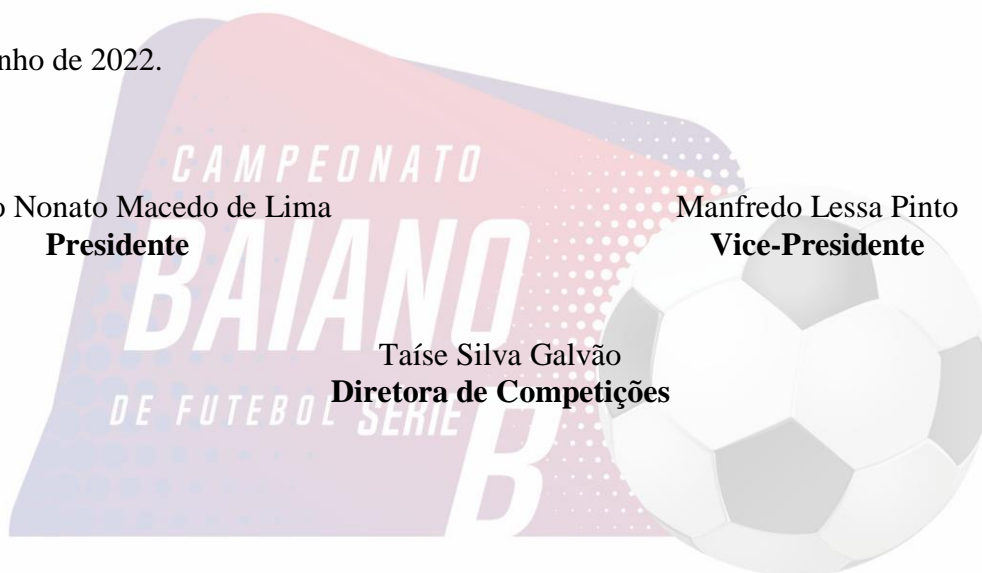 nho de 2022.
CAMPEONATO
o Nonato Macedo de Lima
Manfredo Lessa Pinto
Presidente
Vice-Presidente
BAIANO
Taíse Silva Galvão
Diretora de Competições
DE FUTEBOL SÉRIE
B